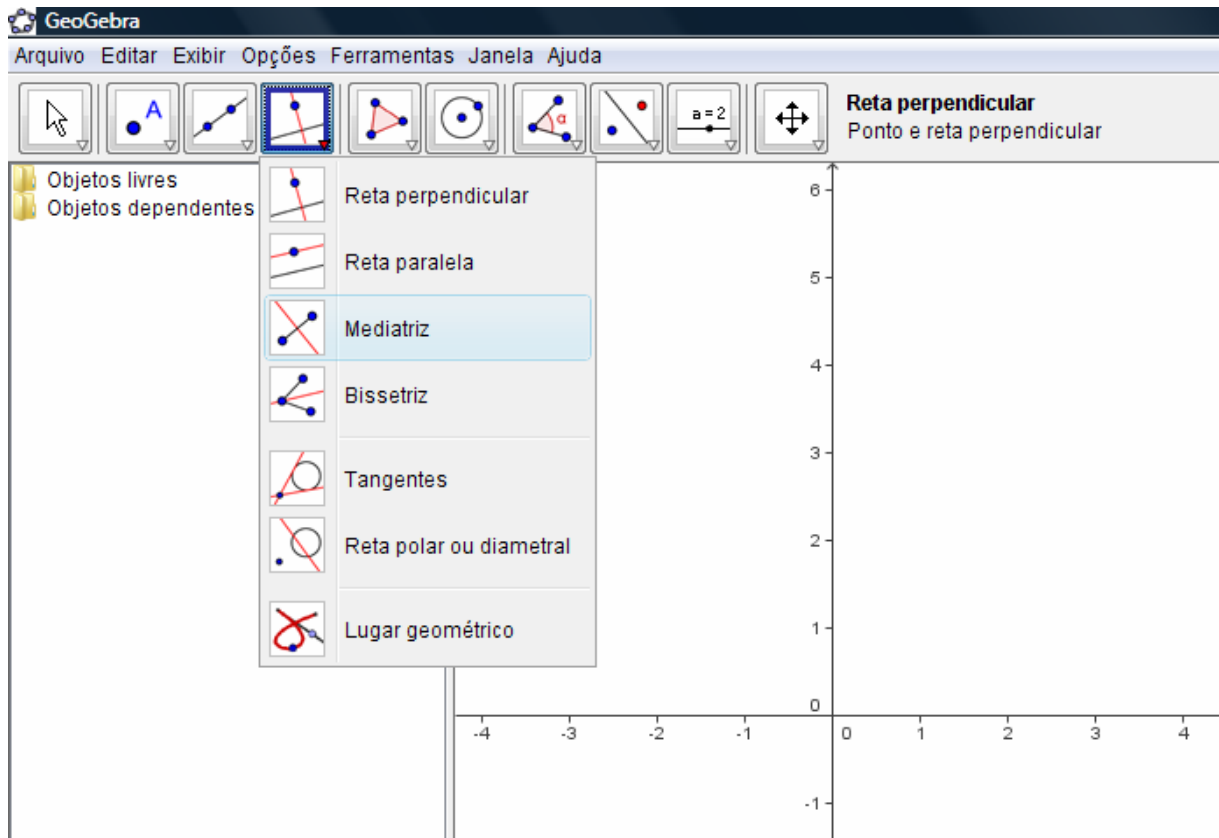 GeoGebra
Arquivo Editar Exibir Opções Ferramentas Janela Ajuda
A
α
a = 2
Reta perpendicular
Ponto e reta perpendicular
Objetos livres
Objetos dependentes
Reta perpendicular
Reta paralela
Mediatriz
Bissetriz
Tangentes
Reta polar ou diametral
Lugar geométrico
6
5
4
3
2
1
0
-4 -3 -2 -1 0 1 2 3 4
-1